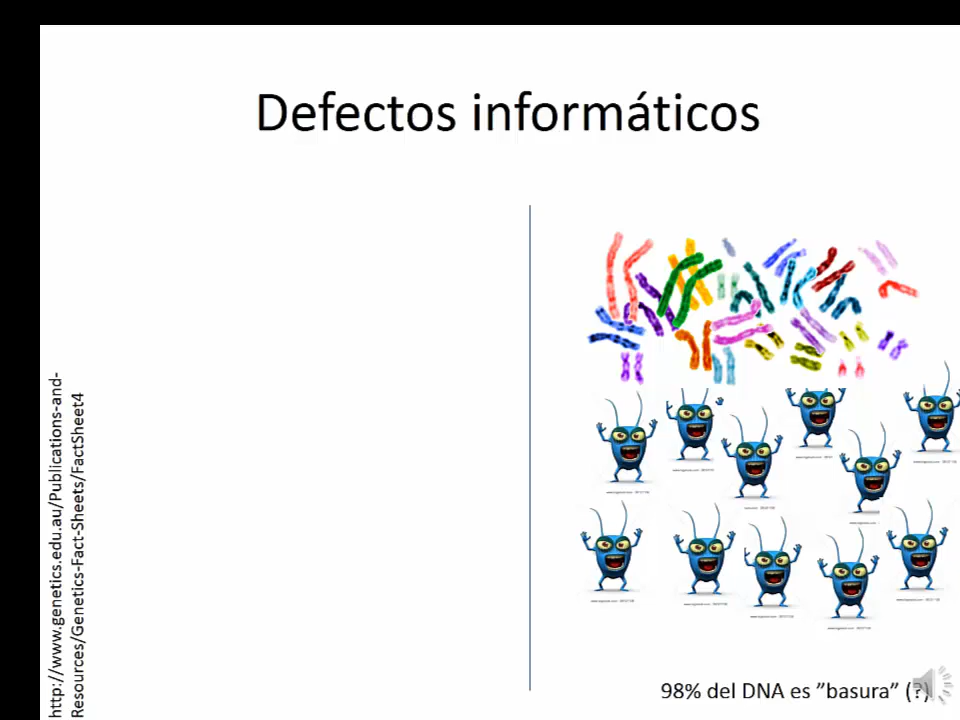 Defectos informáticos
http://www.genetics.edu.au/Publications-and-
Resources/Genetics-Fact-Sheets/FactSheet4
98% del DNA es ”basura” (?)